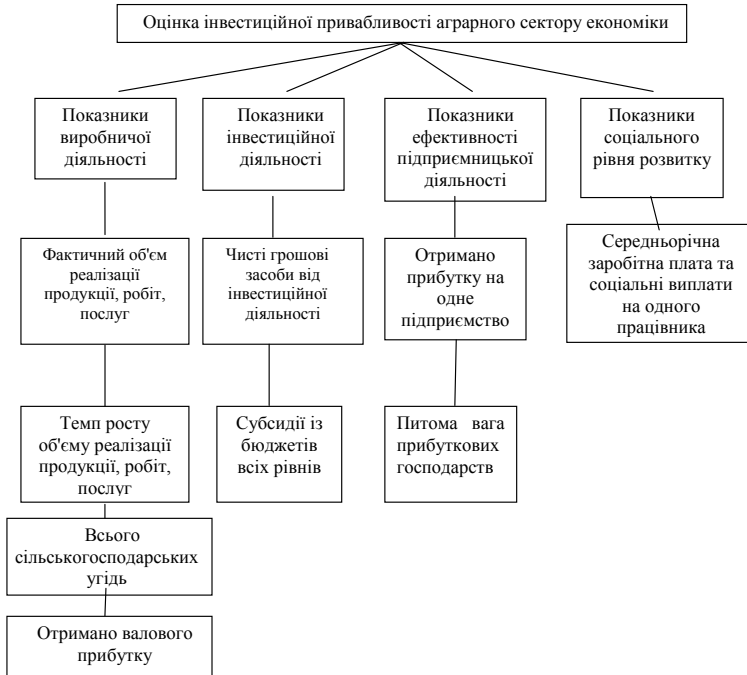 Оцінка інвестиційної привабливості аграрного сектору економіки
Показники
виробничої
діяльності
Показники
інвестиційної
діяльності
Показники
ефективності
підприємницької
діяльності
Показники
соціального
рівня розвитку
Фактичний об'єм
реалізації
продукції, робіт,
послуг
Чисті грошові
засоби від
інвестиційної
діяльності
Отримано
прибутку на
одне
підприємство
Середньорічна
заробітна плата та
соціальні виплати
на одного
працівника
Темп росту
об'єму реалізації
продукції, робіт,
послуг
Субсидії із
бюджетів
всіх рівнів
Питома вага
прибуткових
господарств
Всього
сільськогосподарських
угідь
Отримано валового
прибутку